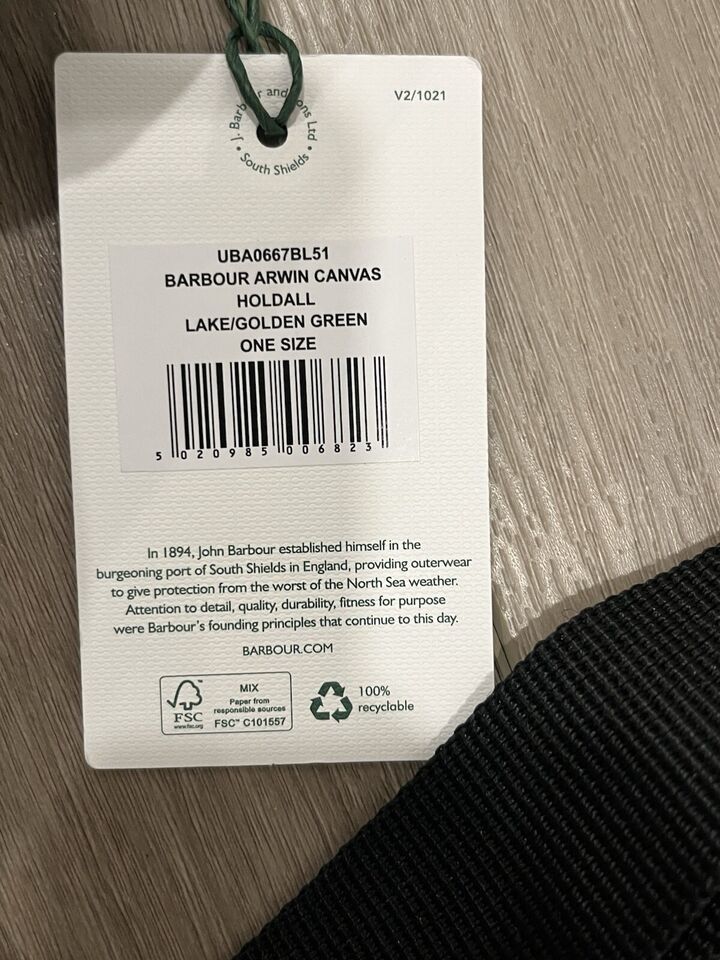 V2/1021
J. Barbour and Sons Ltd
• South Shields •
UBA0667BL51
BARBOUR ARWIN CANVAS
HOLDALL
LAKE/GOLDEN GREEN
ONE SIZE
5 020985 006823
In 1894, John Barbour established himself in the
burgeoning port of South Shields in England, providing outerwear
to give protection from the worst of the North Sea weather.
Attention to detail, quality, durability, fitness for purpose
were Barbour's founding principles that continue to this day.
BARBOUR.COM
FSC
www.fsc.org
MIX
Paper from
responsible sources
FSC™ C101557
100%
recyclable